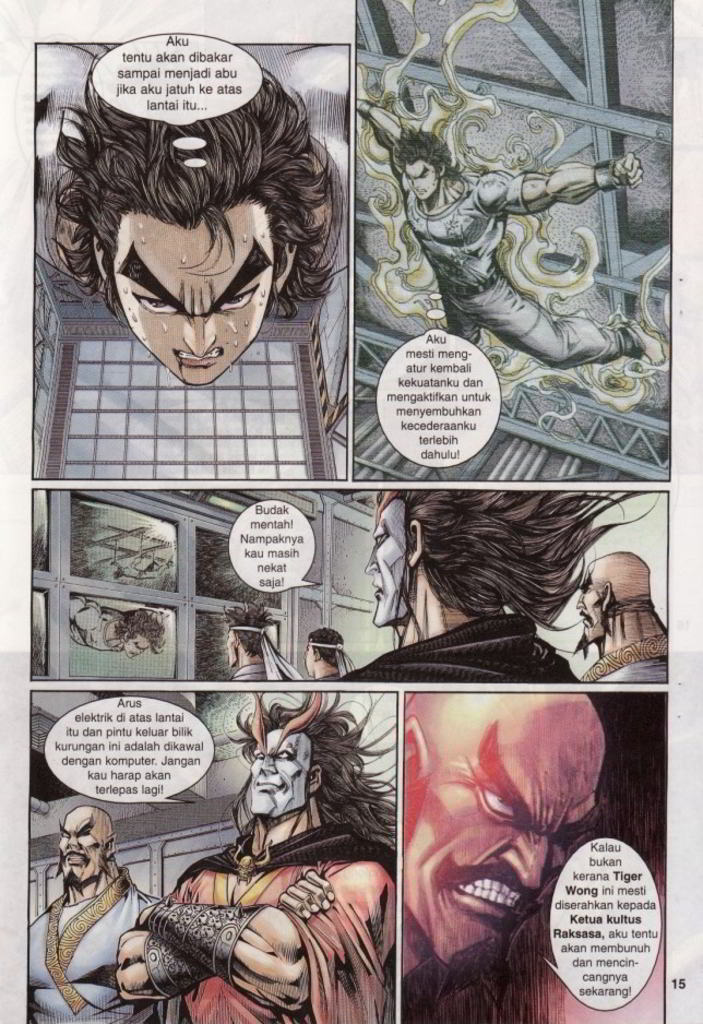 Aku
tentu akan dibakar
sampai menjadi abu
jika aku jatuh ke atas
lantai itu...
Aku
mesti meng-
atur kembali
kekuatanku dan
mengaktifkan untuk
menyembuhkan
kecederaanku
terlebih
dahulu!
Budak
mentah!
Nampaknya
kau masih
nekat
saja!
Arus
elektrik di atas lantai
itu dan pintu keluar bilik
kurungan ini adalah dikawal
dengan komputer. Jangan
kau harap akan
terlepas lagi!
Kalau
bukan
kerana Tiger
Wong ini mesti
diserahkan kepada
Ketua kultus
Raksasa, aku tentu
akan membunuh
dan mencin-
cangnya
sekarang!
15